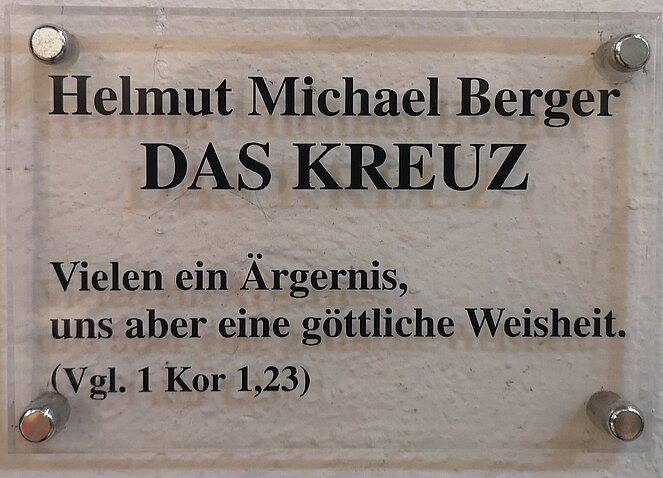 Helmut Michael Berger
DAS KREUZ
Vielen ein Ärgernis,
uns aber eine göttliche Weisheit.
(Vgl. 1 Kor 1,23)